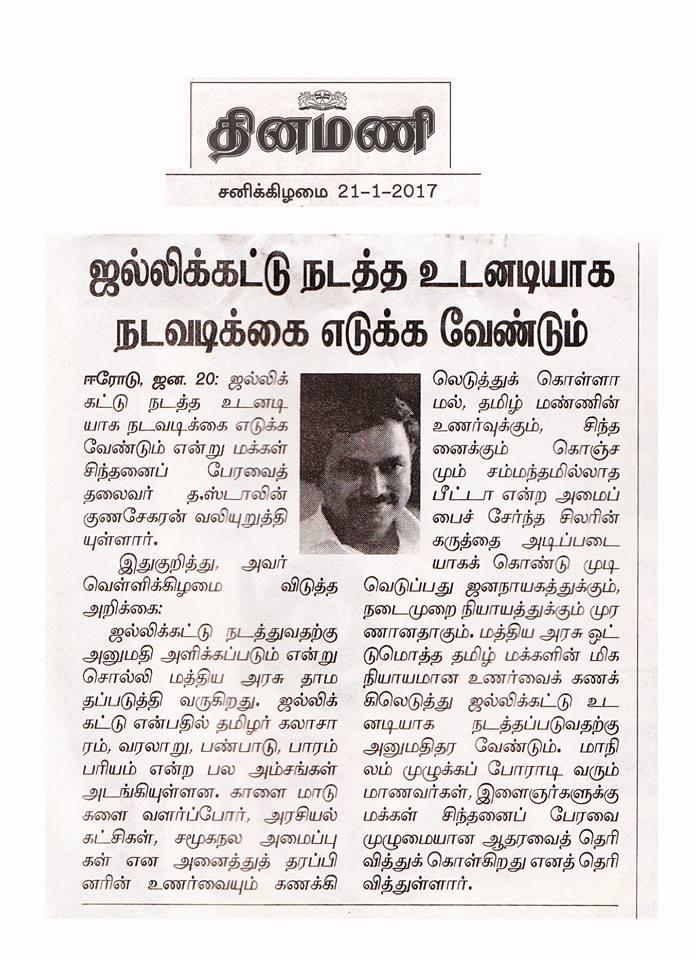 தினமணி
சனிக்கிழமை 21-1-2017
ஜல்லிக்கட்டு நடத்த உடனடியாக
நடவடிக்கை எடுக்க வேண்டும்
ஈரோடு, ஜன. 20: ஜல்லிக்
கட்டு நடத்த உடனடி
யாக நடவடிக்கை எடுக்க
வேண்டும் என்று மக்கள்
சிந்தனைப் பேரவைத்
தலைவர் த.ஸ்டாலின்
குணசேகரன் வலியுறுத்தி
யுள்ளார்.
இதுகுறித்து, அவர்
வெள்ளிக்கிழமை விடுத்த
அறிக்கை:
ஜல்லிக்கட்டு நடத்துவதற்கு
அனுமதி அளிக்கப்படும் என்று
சொல்லி மத்திய அரசு தாம
தப்படுத்தி வருகிறது. ஜல்லிக்
கட்டு என்பதில் தமிழர் கலாசா
ரம், வரலாறு, பண்பாடு, பாரம்
பரியம் என்ற பல அம்சங்கள்
அடங்கியுள்ளன. காளை மாடு
களை வளர்ப்போர், அரசியல்
கட்சிகள், சமூகநல அமைப்பு
கள் என அனைத்துத் தரப்பி
னரின் உணர்வையும் கணக்கி
லெடுத்துக் கொள்ளா
மல், தமிழ் மண்ணின்
உணர்வுக்கும், சிந்த
னைக்கும் கொஞ்ச
மும் சம்மந்தமில்லாத
பீட்டா என்ற அமைப்
பைச் சேர்ந்த சிலரின்
கருத்தை அடிப்படை
யாகக் கொண்டு முடி
வெடுப்பது ஜனநாயகத்துக்கும்,
நடைமுறை நியாயத்துக்கும் முர
ணானதாகும். மத்திய அரசு ஒட்
டுமொத்த தமிழ் மக்களின் மிக
நியாயமான உணர்வைக் கணக்
கிலெடுத்து ஜல்லிக்கட்டு உட
னடியாக நடத்தப்படுவதற்கு
அனுமதிதர வேண்டும். மாநி
லம் முழுக்கப் போராடி வரும்
மாணவர்கள், இளைஞர்களுக்கு
மக்கள் சிந்தனைப் பேரவை
முழுமையான ஆதரவைத் தெரி
வித்துக் கொள்கிறது எனத் தெரி
வித்துள்ளார்.